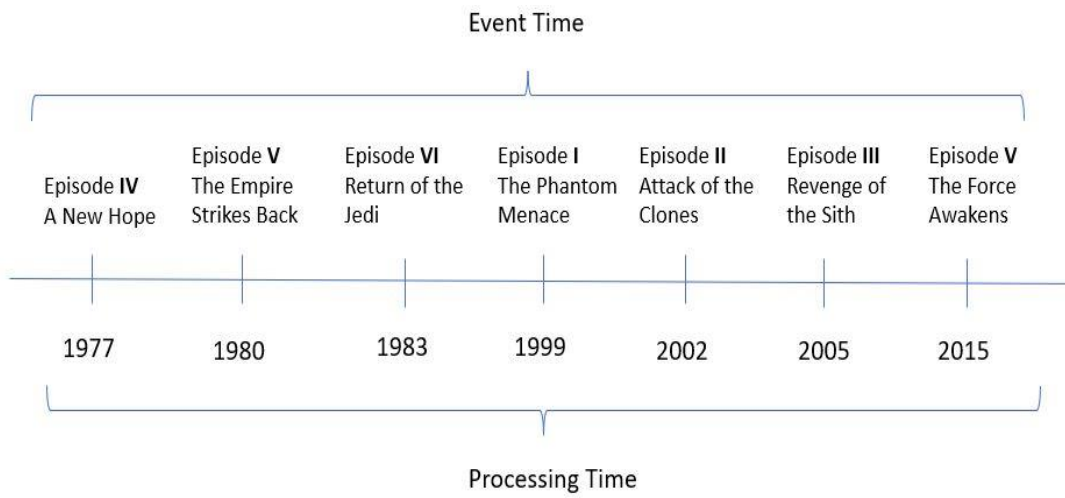 Event Time
Episode IV
A New Hope
Episode V
The Empire
Strikes Back
Episode VI
Return of the
Jedi
Episode I
The Phantom
Menace
Episode II
Attack of the
Clones
Episode III
Revenge of
the Sith
Episode V
The Force
Awakens
1977
1980
1983
1999
2002
2005
2015
Processing Time